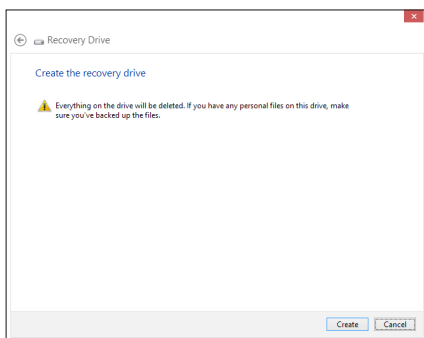 Recovery Drive
Create the recovery drive
Everything on the drive will be deleted. If you have any personal files on this drive, make
sure you've backed up the files.
Create Cancel